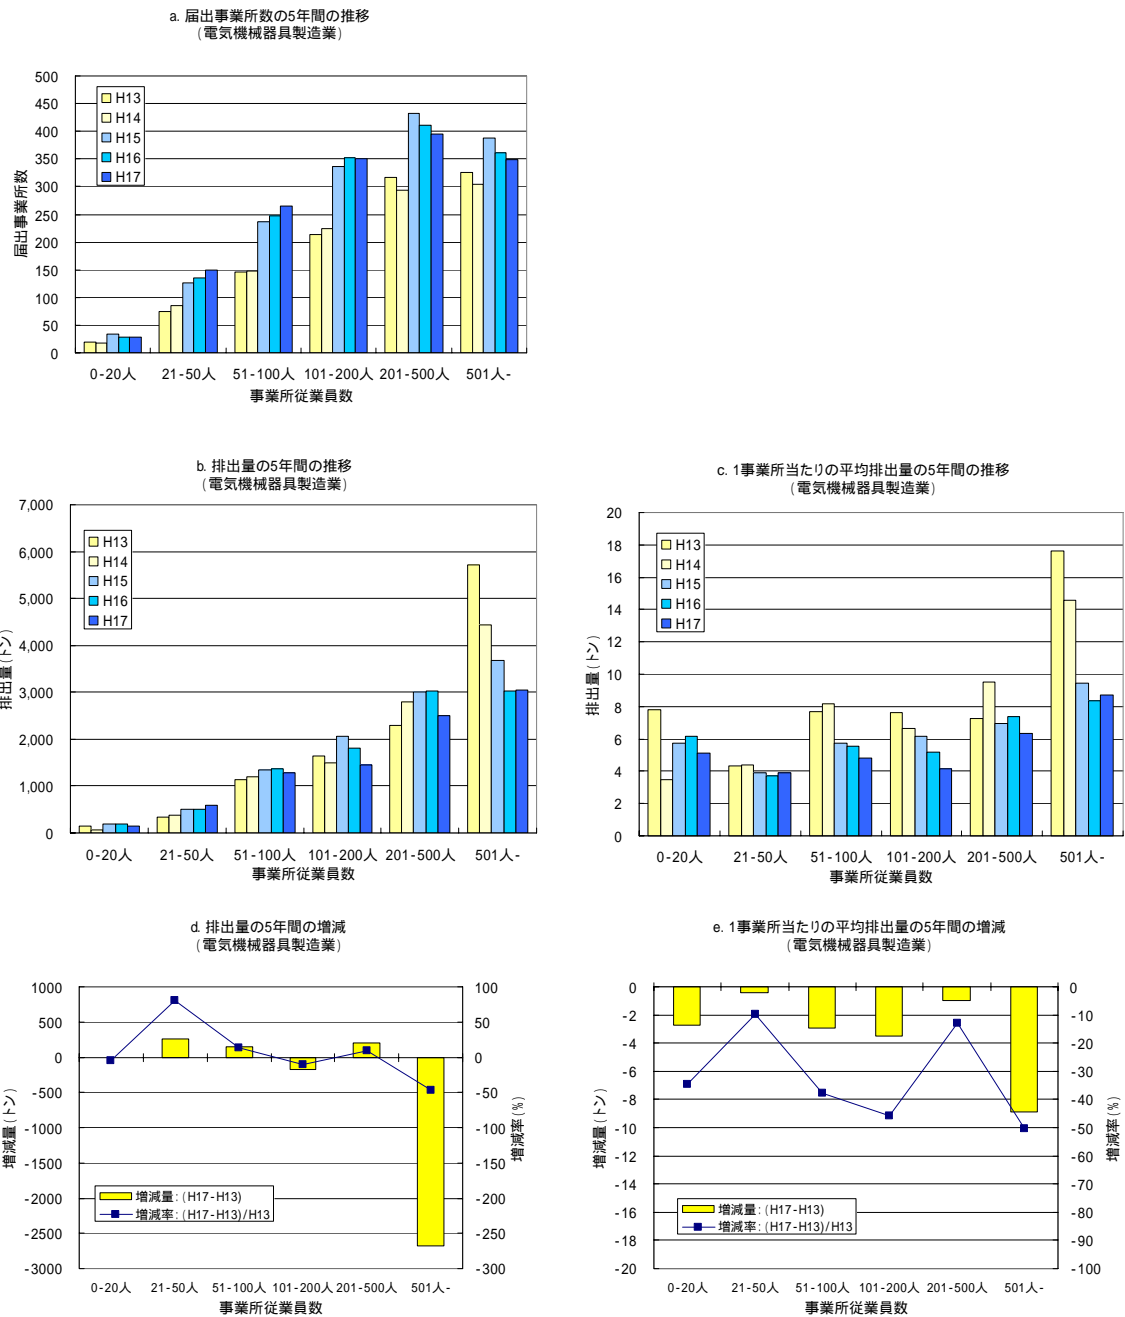 a. 届出事業所数の5年間の推移
(電気機械器具製造業)
500
450
400
350
300
250
200
150
100
50
0
届出事業所数
H13
H14
H15
H16
H17
0-20人 21-50人 51-100人 101-200人 201-500人 501人-
事業所従業員数
b. 排出量の5年間の推移
(電気機械器具製造業)
7,000
6,000
5,000
4,000
3,000
2,000
1,000
0
排出量(トン)
H13
H14
H15
H16
H17
0-20人 21-50人 51-100人 101-200人 201-500人 501人-
事業所従業員数
c. 1事業所当たりの平均排出量の5年間の推移
(電気機械器具製造業)
20
18
16
14
12
10
8
6
4
2
0
排出量(トン)
H13
H14
H15
H16
H17
0-20人 21-50人 51-100人 101-200人 201-500人 501人-
事業所従業員数
d. 排出量の5年間の増減
(電気機械器具製造業)
1000
500
0
-500
-1000
-1500
-2000
-2500
-3000
増減量(トン)
100
50
0
-50
-100
-150
-200
-250
-300
増減率(%)
増減量:(H17-H13)
増減率:(H17-H13)/H13
0-20人 21-50人 51-100人 101-200人 201-500人 501人-
事業所従業員数
e. 1事業所当たりの平均排出量の5年間の増減
(電気機械器具製造業)
0
-2
-4
-6
-8
-10
-12
-14
-16
-18
-20
増減量(トン)
0
-10
-20
-30
-40
-50
-60
-70
-80
-90
-100
増減率(%)
増減量:(H17-H13)
増減率:(H17-H13)/H13
0-20人 21-50人 51-100人 101-200人 201-500人 501人-
事業所従業員数